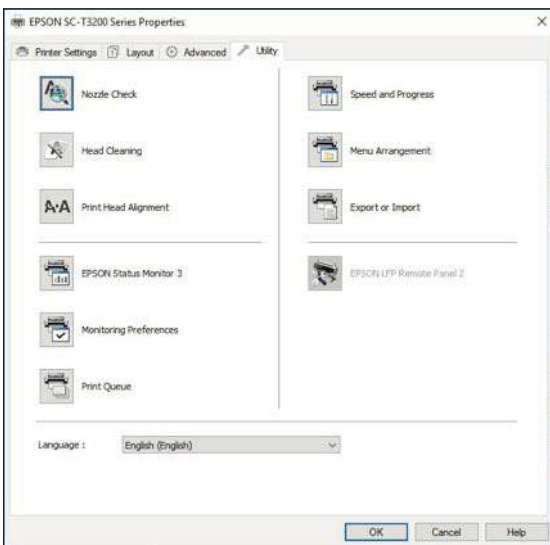 EPSON SC-T3200 Series Properties
Printer Settings Layout Advanced Utility
Nozzle Check
Speed and Progress
Head Cleaning
Menu Arrangement
A·A Print Head Alignment
Export or Import
EPSON Status Monitor 3
EPSON LFP Remote Panel 2
Monitoring Preferences
Print Queue
Language : English (English)
OK Cancel Help